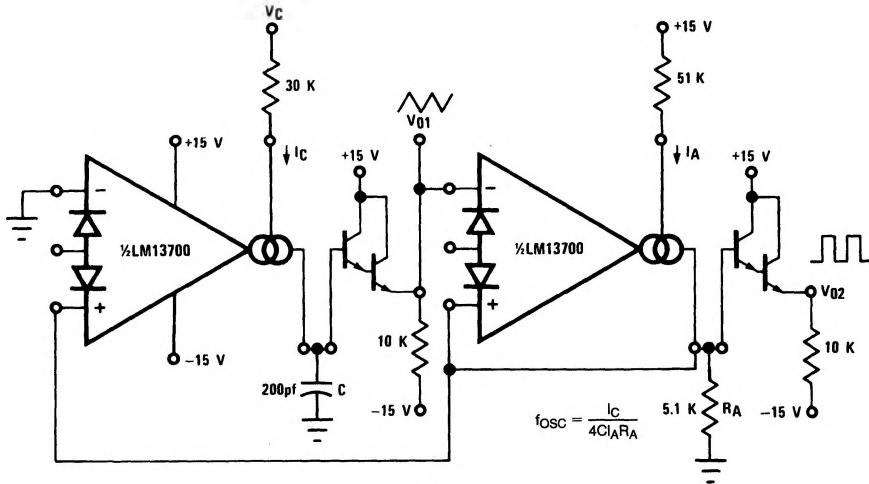 VC
30 K
IC
+15 V
½LM13700
−
+
−15 V
200pf
C
+15 V
V01
10 K
−15 V
+15 V
51 K
IA
−
+
½LM13700
+15 V
V02
10 K
−15 V
5.1 K
RA
fOSC = IC
4CIARA